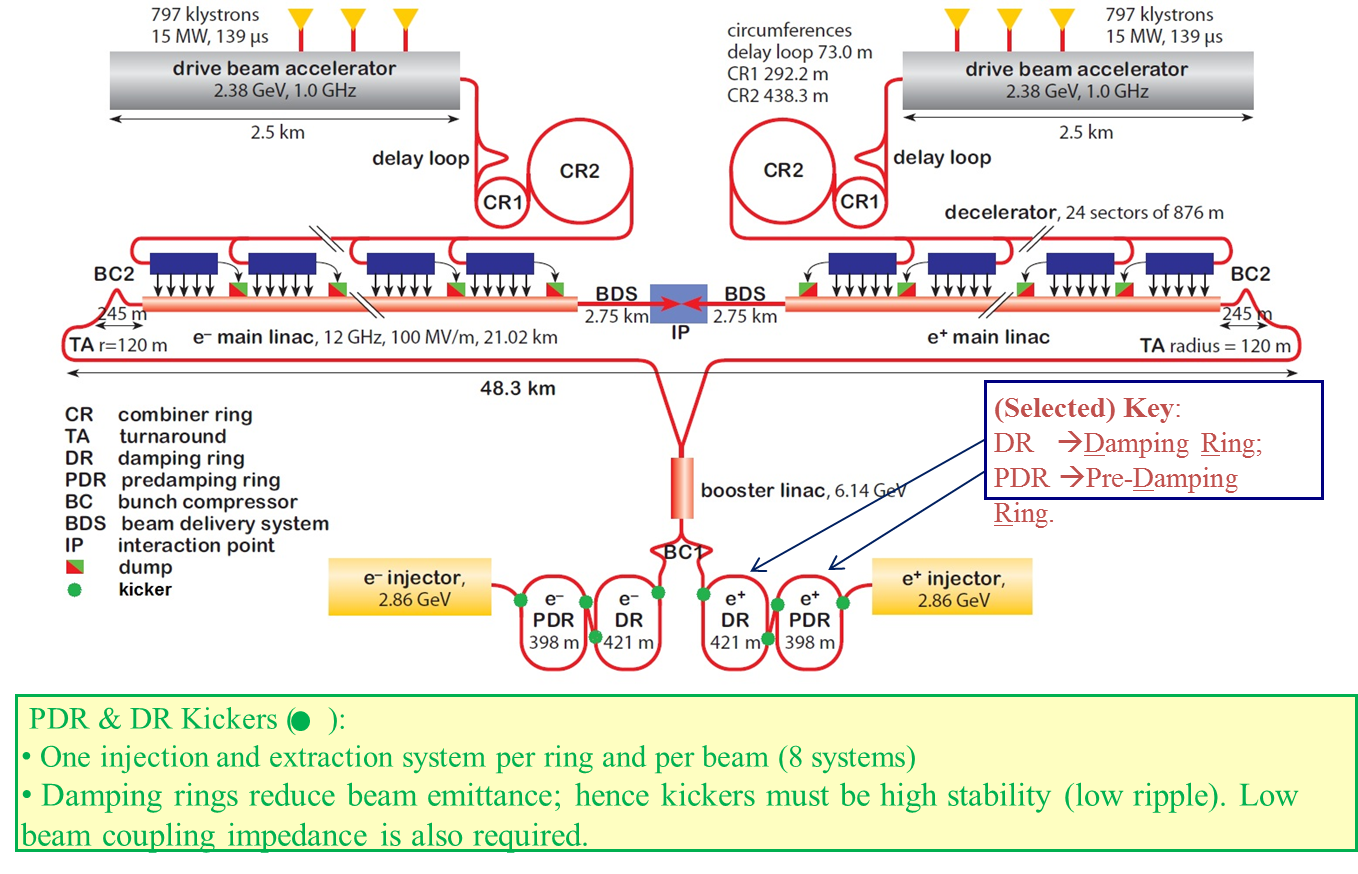 797 klystrons
15 MW, 139 µs
drive beam accelerator
2.38 GeV, 1.0 GHz
2.5 km
delay loop
CR1
CR2
circumferences
delay loop 73.0 m
CR1 292.2 m
CR2 438.3 m
797 klystrons
15 MW, 139 µs
drive beam accelerator
2.38 GeV, 1.0 GHz
2.5 km
CR2
CR1
delay loop
decelerator, 24 sectors of 876 m
BC2
245 m
TA r=120 m
e– main linac, 12 GHz, 100 MV/m, 21.02 km
BDS
2.75 km
IP
BDS
2.75 km
e+ main linac
BC2
245 m
TA radius = 120 m
48.3 km
CR combiner ring
TA turnaround
DR damping ring
PDR predamping ring
BC bunch compressor
BDS beam delivery system
IP interaction point
dump
kicker
(Selected) Key:
DR →Damping Ring;
PDR →Pre-Damping
Ring.
booster linac, 6.14 GeV
BC1
e– injector,
2.86 GeV
e–
PDR
398 m
e–
DR
421 m
e+
DR
421 m
e+
PDR
398 m
e+ injector,
2.86 GeV
PDR & DR Kickers (● ):
• One injection and extraction system per ring and per beam (8 systems)
• Damping rings reduce beam emittance; hence kickers must be high stability (low ripple). Low
beam coupling impedance is also required.